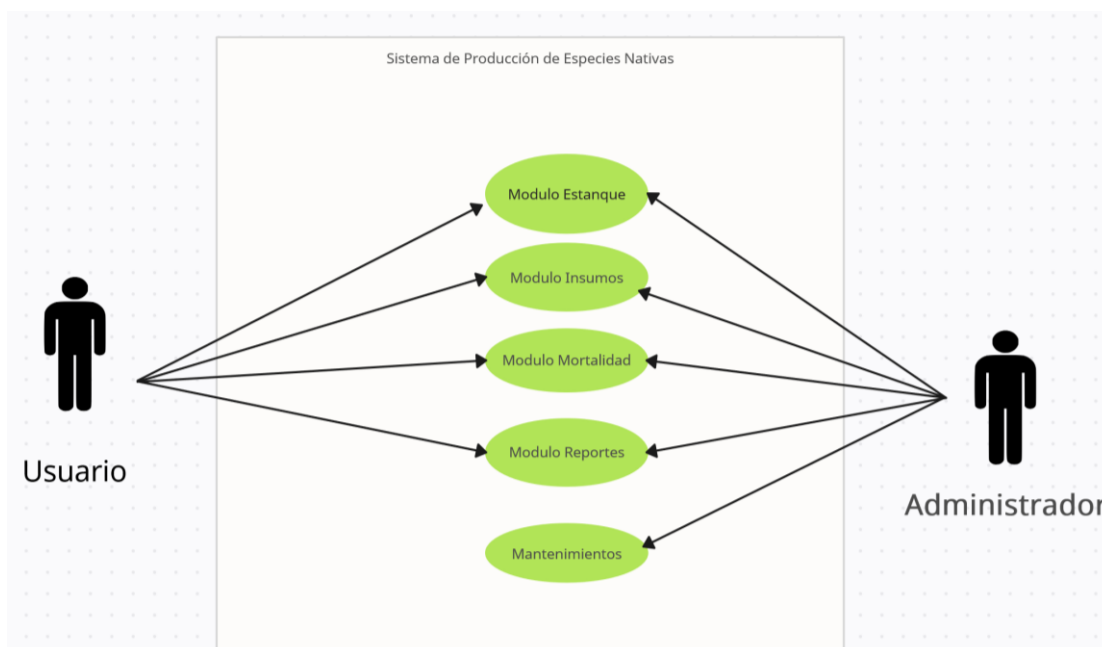 Sistema de Producción de Especies Nativas
Modulo Estanque
Modulo Insumos
Modulo Mortalidad
Modulo Reportes
Mantenimientos
Usuario
Administrador